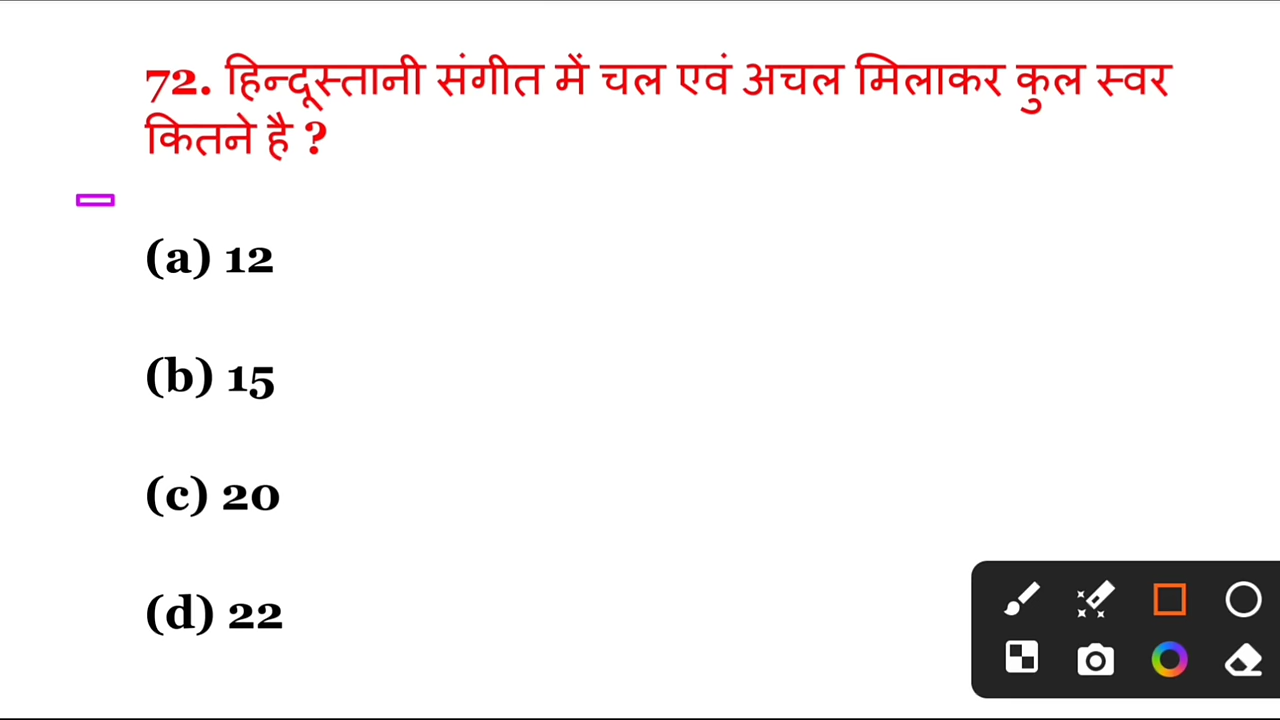 72. हिन्दूस्तानी संगीत में चल एवं अचल मिलाकर कुल स्वर
कितने है ?
(a) 12
(b) 15
(c) 20
(d) 22